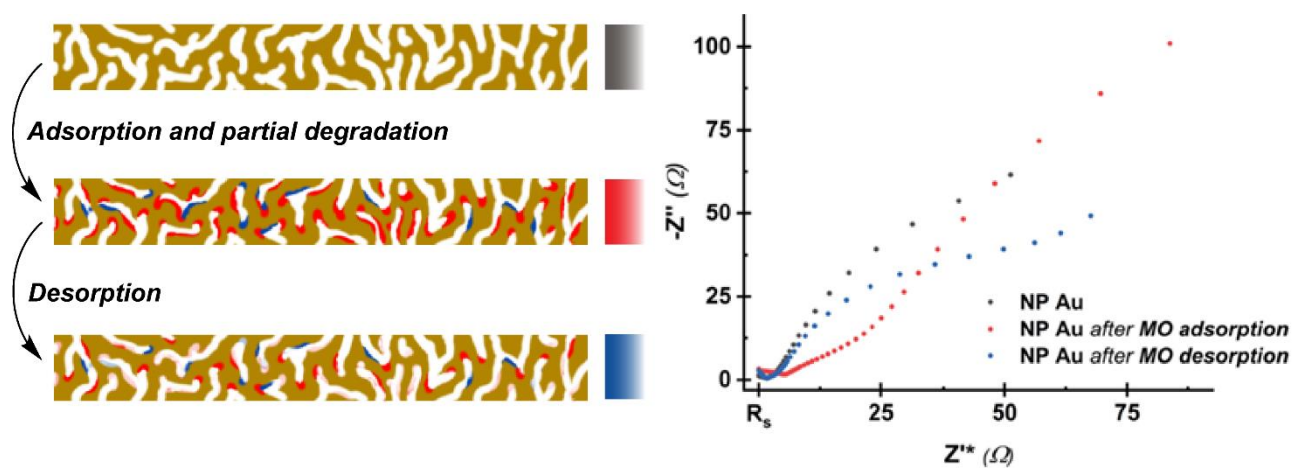 Adsorption and partial degradation
Desorption
-Z'' (Ω)
100
75
50
25
0
R_s
25
50
75
Z'* (Ω)
NP Au
NP Au after MO adsorption
NP Au after MO desorption